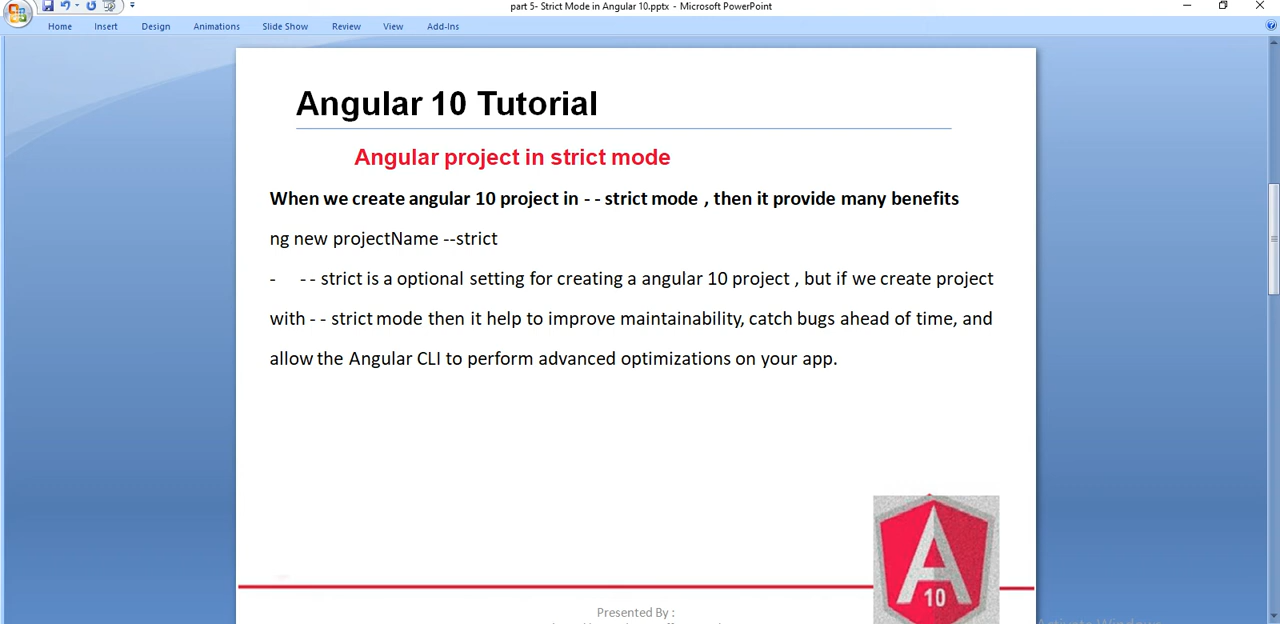 part 5- Strict Mode in Angular 10.pptx - Microsoft PowerPoint
Home Insert Design Animations Slide Show Review View Add-Ins
Angular 10 Tutorial
Angular project in strict mode
When we create angular 10 project in - - strict mode , then it provide many benefits
ng new projectName --strict
- - - strict is a optional setting for creating a angular 10 project , but if we create project
with - - strict mode then it help to improve maintainability, catch bugs ahead of time, and
allow the Angular CLI to perform advanced optimizations on your app.
A
10
Presented By :